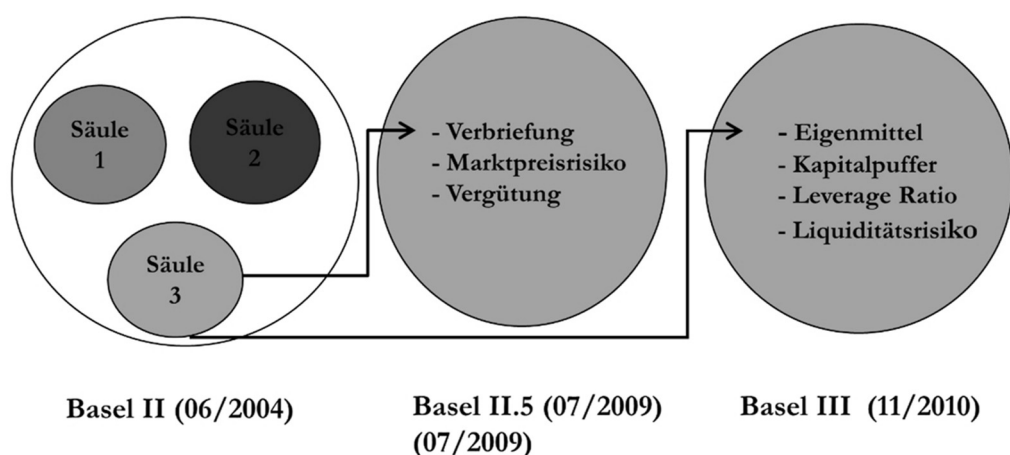 Säule
1
Säule
2
Säule
3
- Verbriefung
- Marktpreisrisiko
- Vergütung
- Eigenmittel
- Kapitalpuffer
- Leverage Ratio
- Liquiditätsrisiko
Basel II (06/2004)
Basel II.5 (07/2009)
(07/2009)
Basel III (11/2010)